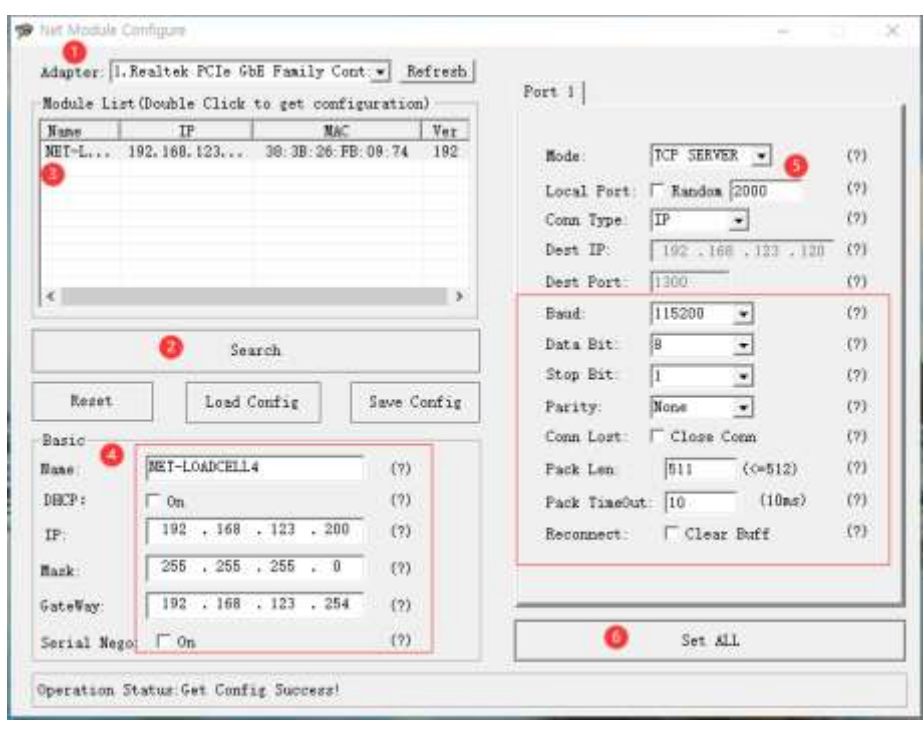 Net Module Configure
1
Adapter: 1.Realtek PCIe GbE Family Cont Refresh
Module List(Double Click to get configuration)
Name IP MAC Ver
NET-L... 192.168.123... 38:3B:26:FB:09:74 192
3
<
>
2 Search
Reset Load Config Save Config
Basic
4
Name: NET-LOADCELL4 (?)
DHCP: On (?)
IP: 192 . 168 . 123 . 200 (?)
Mask: 255 . 255 . 255 . 0 (?)
GateWay: 192 . 168 . 123 . 254 (?)
Serial Nego: On (?)
Port 1
Mode: TCP SERVER (?)
5
Local Port: Random 2000 (?)
Conn Type: IP (?)
Dest IP: 192 . 168 . 123 . 120 (?)
Dest Port: 1300 (?)
Baud: 115200 (?)
Data Bit: 8 (?)
Stop Bit: 1 (?)
Parity: None (?)
Conn Lost: Close Conn (?)
Pack Len: 511 (<=512) (?)
Pack TimeOut: 10 (10ms) (?)
Reconnect: Clear Buff (?)
6 Set ALL
Operation Status:Get Config Success!